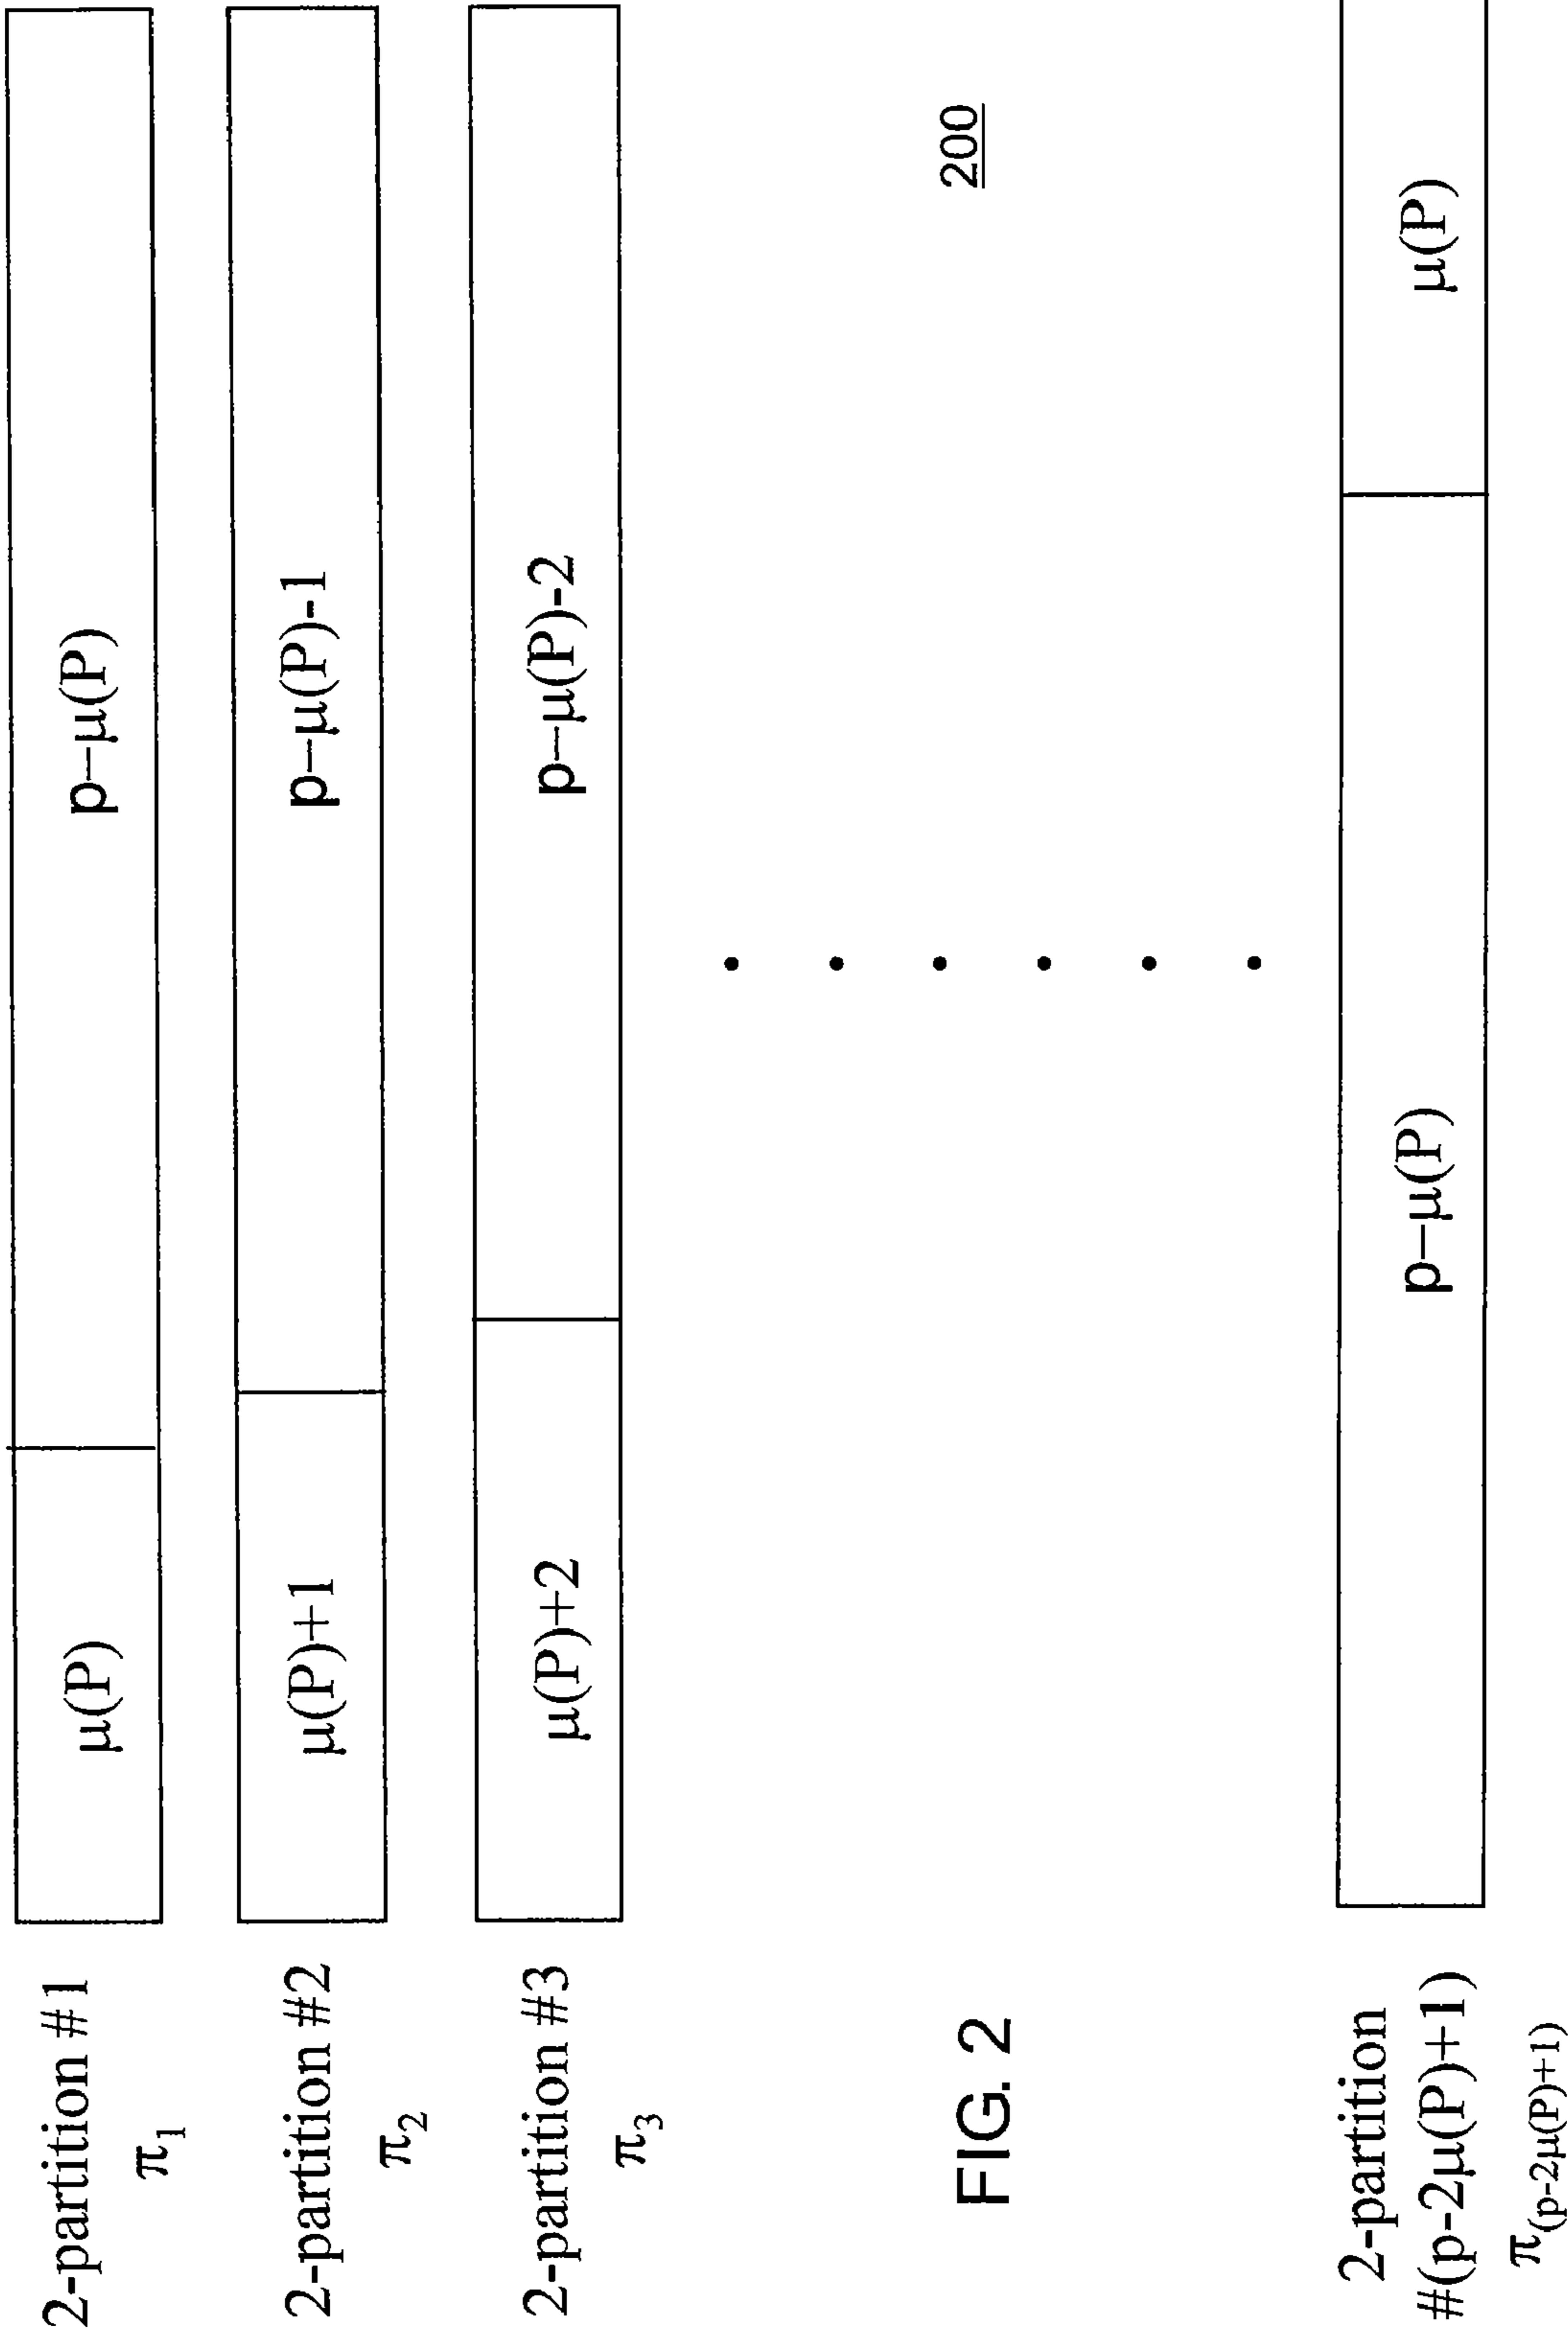 2-partition #1
π₁
μ(P)
p–μ(P)
2-partition #2
π₂
μ(P)+1
p–μ(P)-1
2-partition #3
π₃
μ(P)+2
p–μ(P)-2
FIG. 2
200
2-partition
#(p-2μ(P)+1)
π(p-2μ(P)+1)
p–μ(P)
μ(P)